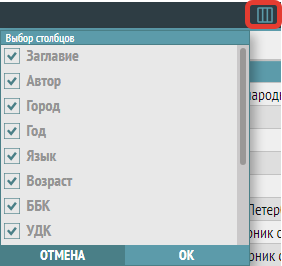 Выбор столбцов
Заглавие
Автор
Город
Год
Язык
Возраст
ББК
УДК
ОТМЕНА ОК